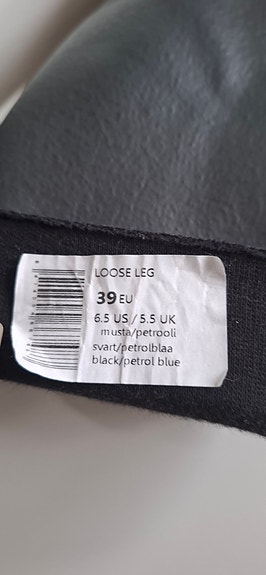 LOOSE LEG
39 EU
6.5 US / 5.5 UK
musta/petrooli
svart/petrolblaa
black/petrol blue